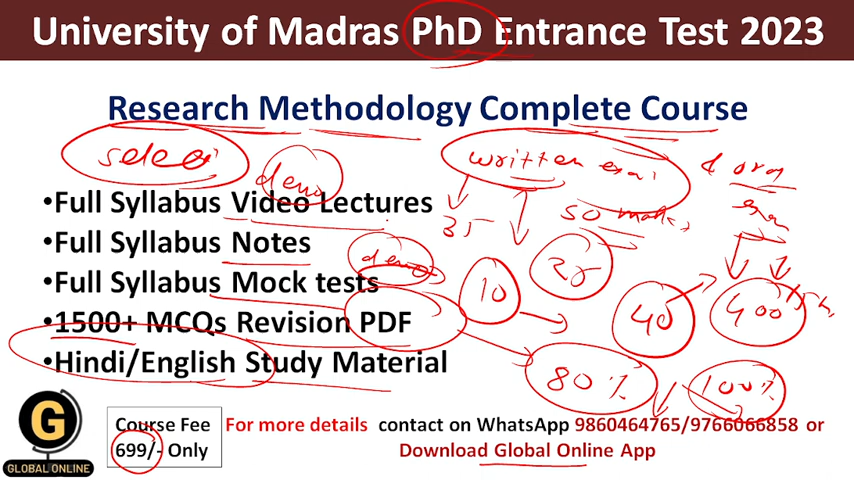 University of Madras PhD Entrance Test 2023
Research Methodology Complete Course
written exam
demo
•Full Syllabus Video Lectures
35
50 marks
•Full Syllabus Notes
demo
•Full Syllabus Mock tests
10
40
400
•1500+ MCQs Revision PDF
•Hindi/English Study Material
80 %
100%
G
GLOBAL ONLINE
Course Fee
699/- Only
For more details contact on WhatsApp 9860464765/9766066858 or
Download Global Online App